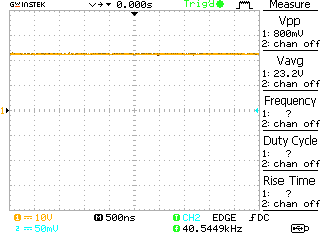 GWINSTEK 0.000s Trig'd Measure
Vpp
1: 800mV
2: chan off
Vavg
1: 23.2V
2: chan off
Frequency
1: ?
2: chan off
Duty Cycle
1: ?
2: chan off
Rise Time
1: ?
2: chan off
1
1 10V M 500ns T CH2 EDGE DC
2 50mV F 40.5449kHz